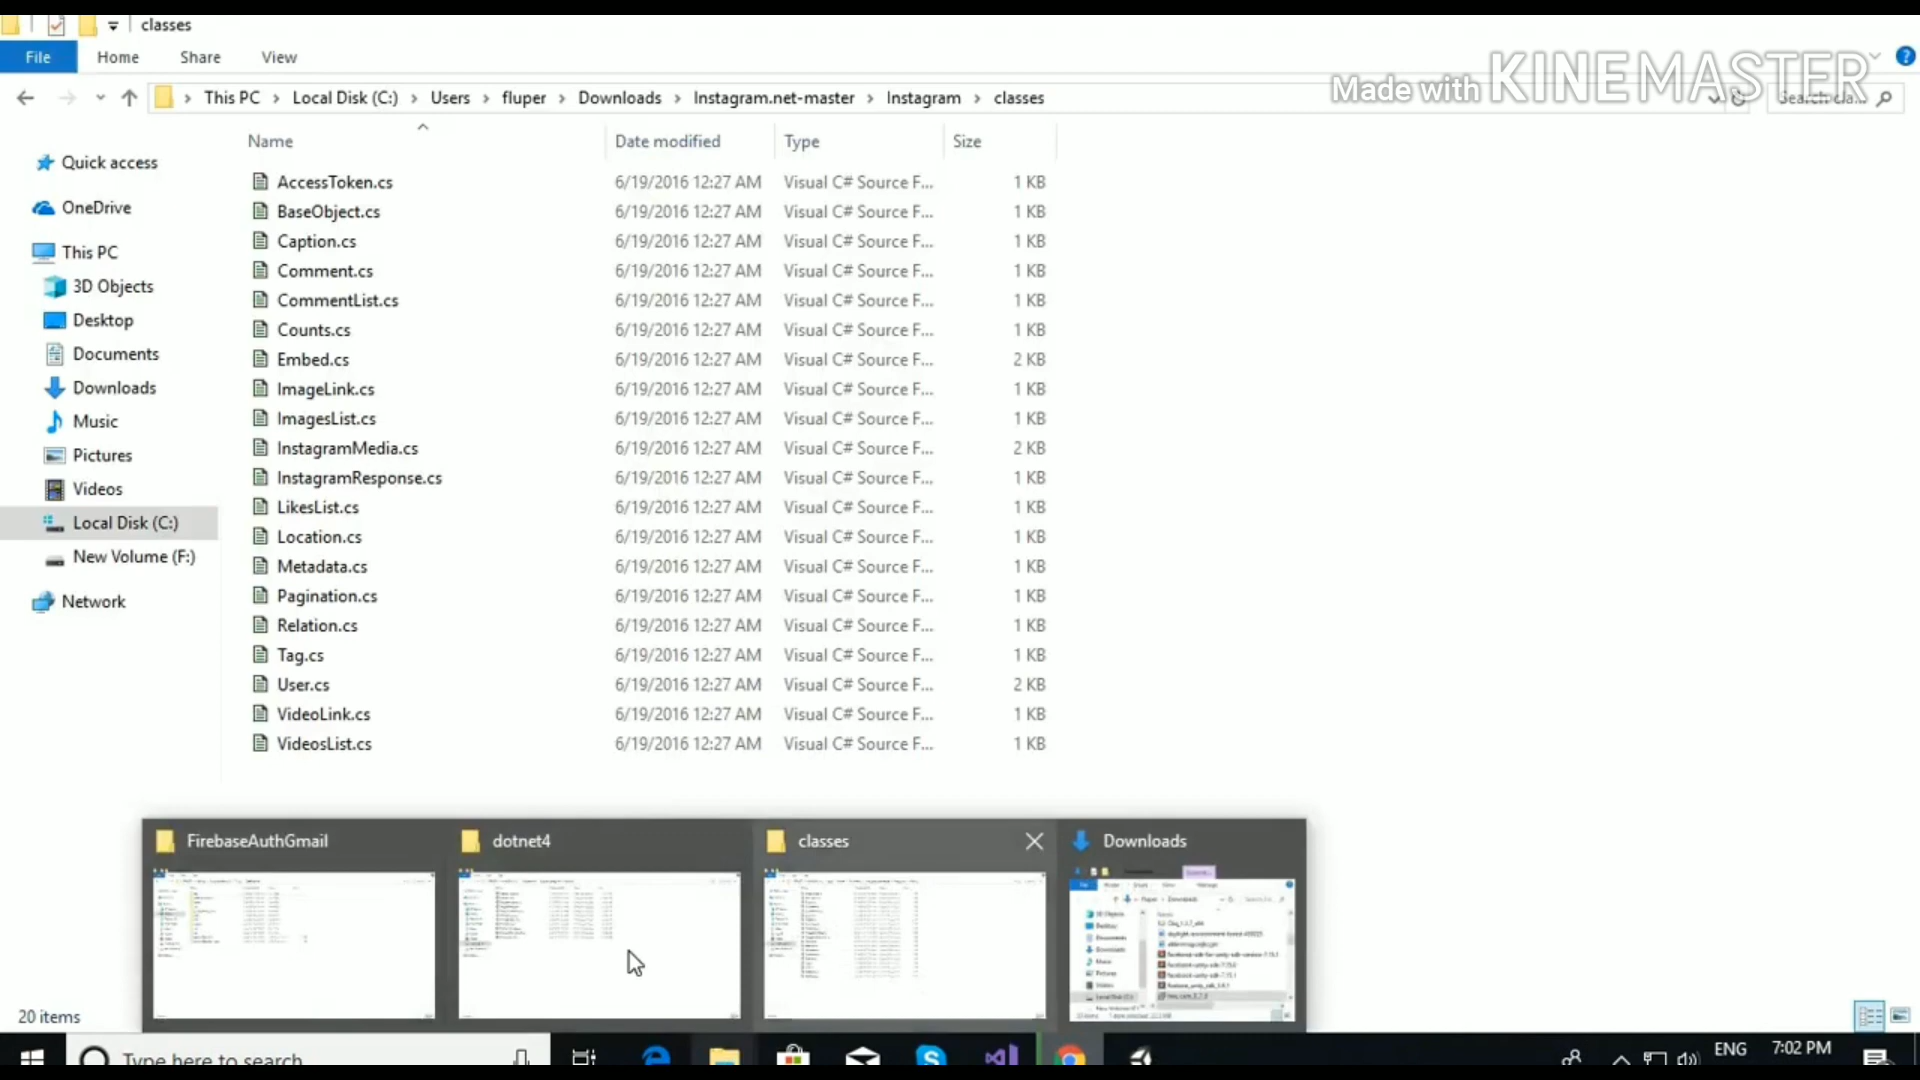 classes
File Home Share View
Made with KINEMASTER
This PC Local Disk (C:) Users fluper Downloads Instagram.net-master Instagram classes Search cla...
Name Date modified Type Size
Quick access
OneDrive
This PC
3D Objects
Desktop
Documents
Downloads
Music
Pictures
Videos
Local Disk (C:)
New Volume (F:)
Network
AccessToken.cs 6/19/2016 12:27 AM Visual C# Source F... 1 KB
BaseObject.cs 6/19/2016 12:27 AM Visual C# Source F... 1 KB
Caption.cs 6/19/2016 12:27 AM Visual C# Source F... 1 KB
Comment.cs 6/19/2016 12:27 AM Visual C# Source F... 1 KB
CommentList.cs 6/19/2016 12:27 AM Visual C# Source F... 1 KB
Counts.cs 6/19/2016 12:27 AM Visual C# Source F... 1 KB
Embed.cs 6/19/2016 12:27 AM Visual C# Source F... 2 KB
ImageLink.cs 6/19/2016 12:27 AM Visual C# Source F... 1 KB
ImagesList.cs 6/19/2016 12:27 AM Visual C# Source F... 1 KB
InstagramMedia.cs 6/19/2016 12:27 AM Visual C# Source F... 2 KB
InstagramResponse.cs 6/19/2016 12:27 AM Visual C# Source F... 1 KB
LikesList.cs 6/19/2016 12:27 AM Visual C# Source F... 1 KB
Location.cs 6/19/2016 12:27 AM Visual C# Source F... 1 KB
Metadata.cs 6/19/2016 12:27 AM Visual C# Source F... 1 KB
Pagination.cs 6/19/2016 12:27 AM Visual C# Source F... 1 KB
Relation.cs 6/19/2016 12:27 AM Visual C# Source F... 1 KB
Tag.cs 6/19/2016 12:27 AM Visual C# Source F... 1 KB
User.cs 6/19/2016 12:27 AM Visual C# Source F... 2 KB
VideoLink.cs 6/19/2016 12:27 AM Visual C# Source F... 1 KB
VideosList.cs 6/19/2016 12:27 AM Visual C# Source F... 1 KB
FirebaseAuthGmail dotnet4 classes Downloads
20 items
Type here to search
ENG 7:02 PM